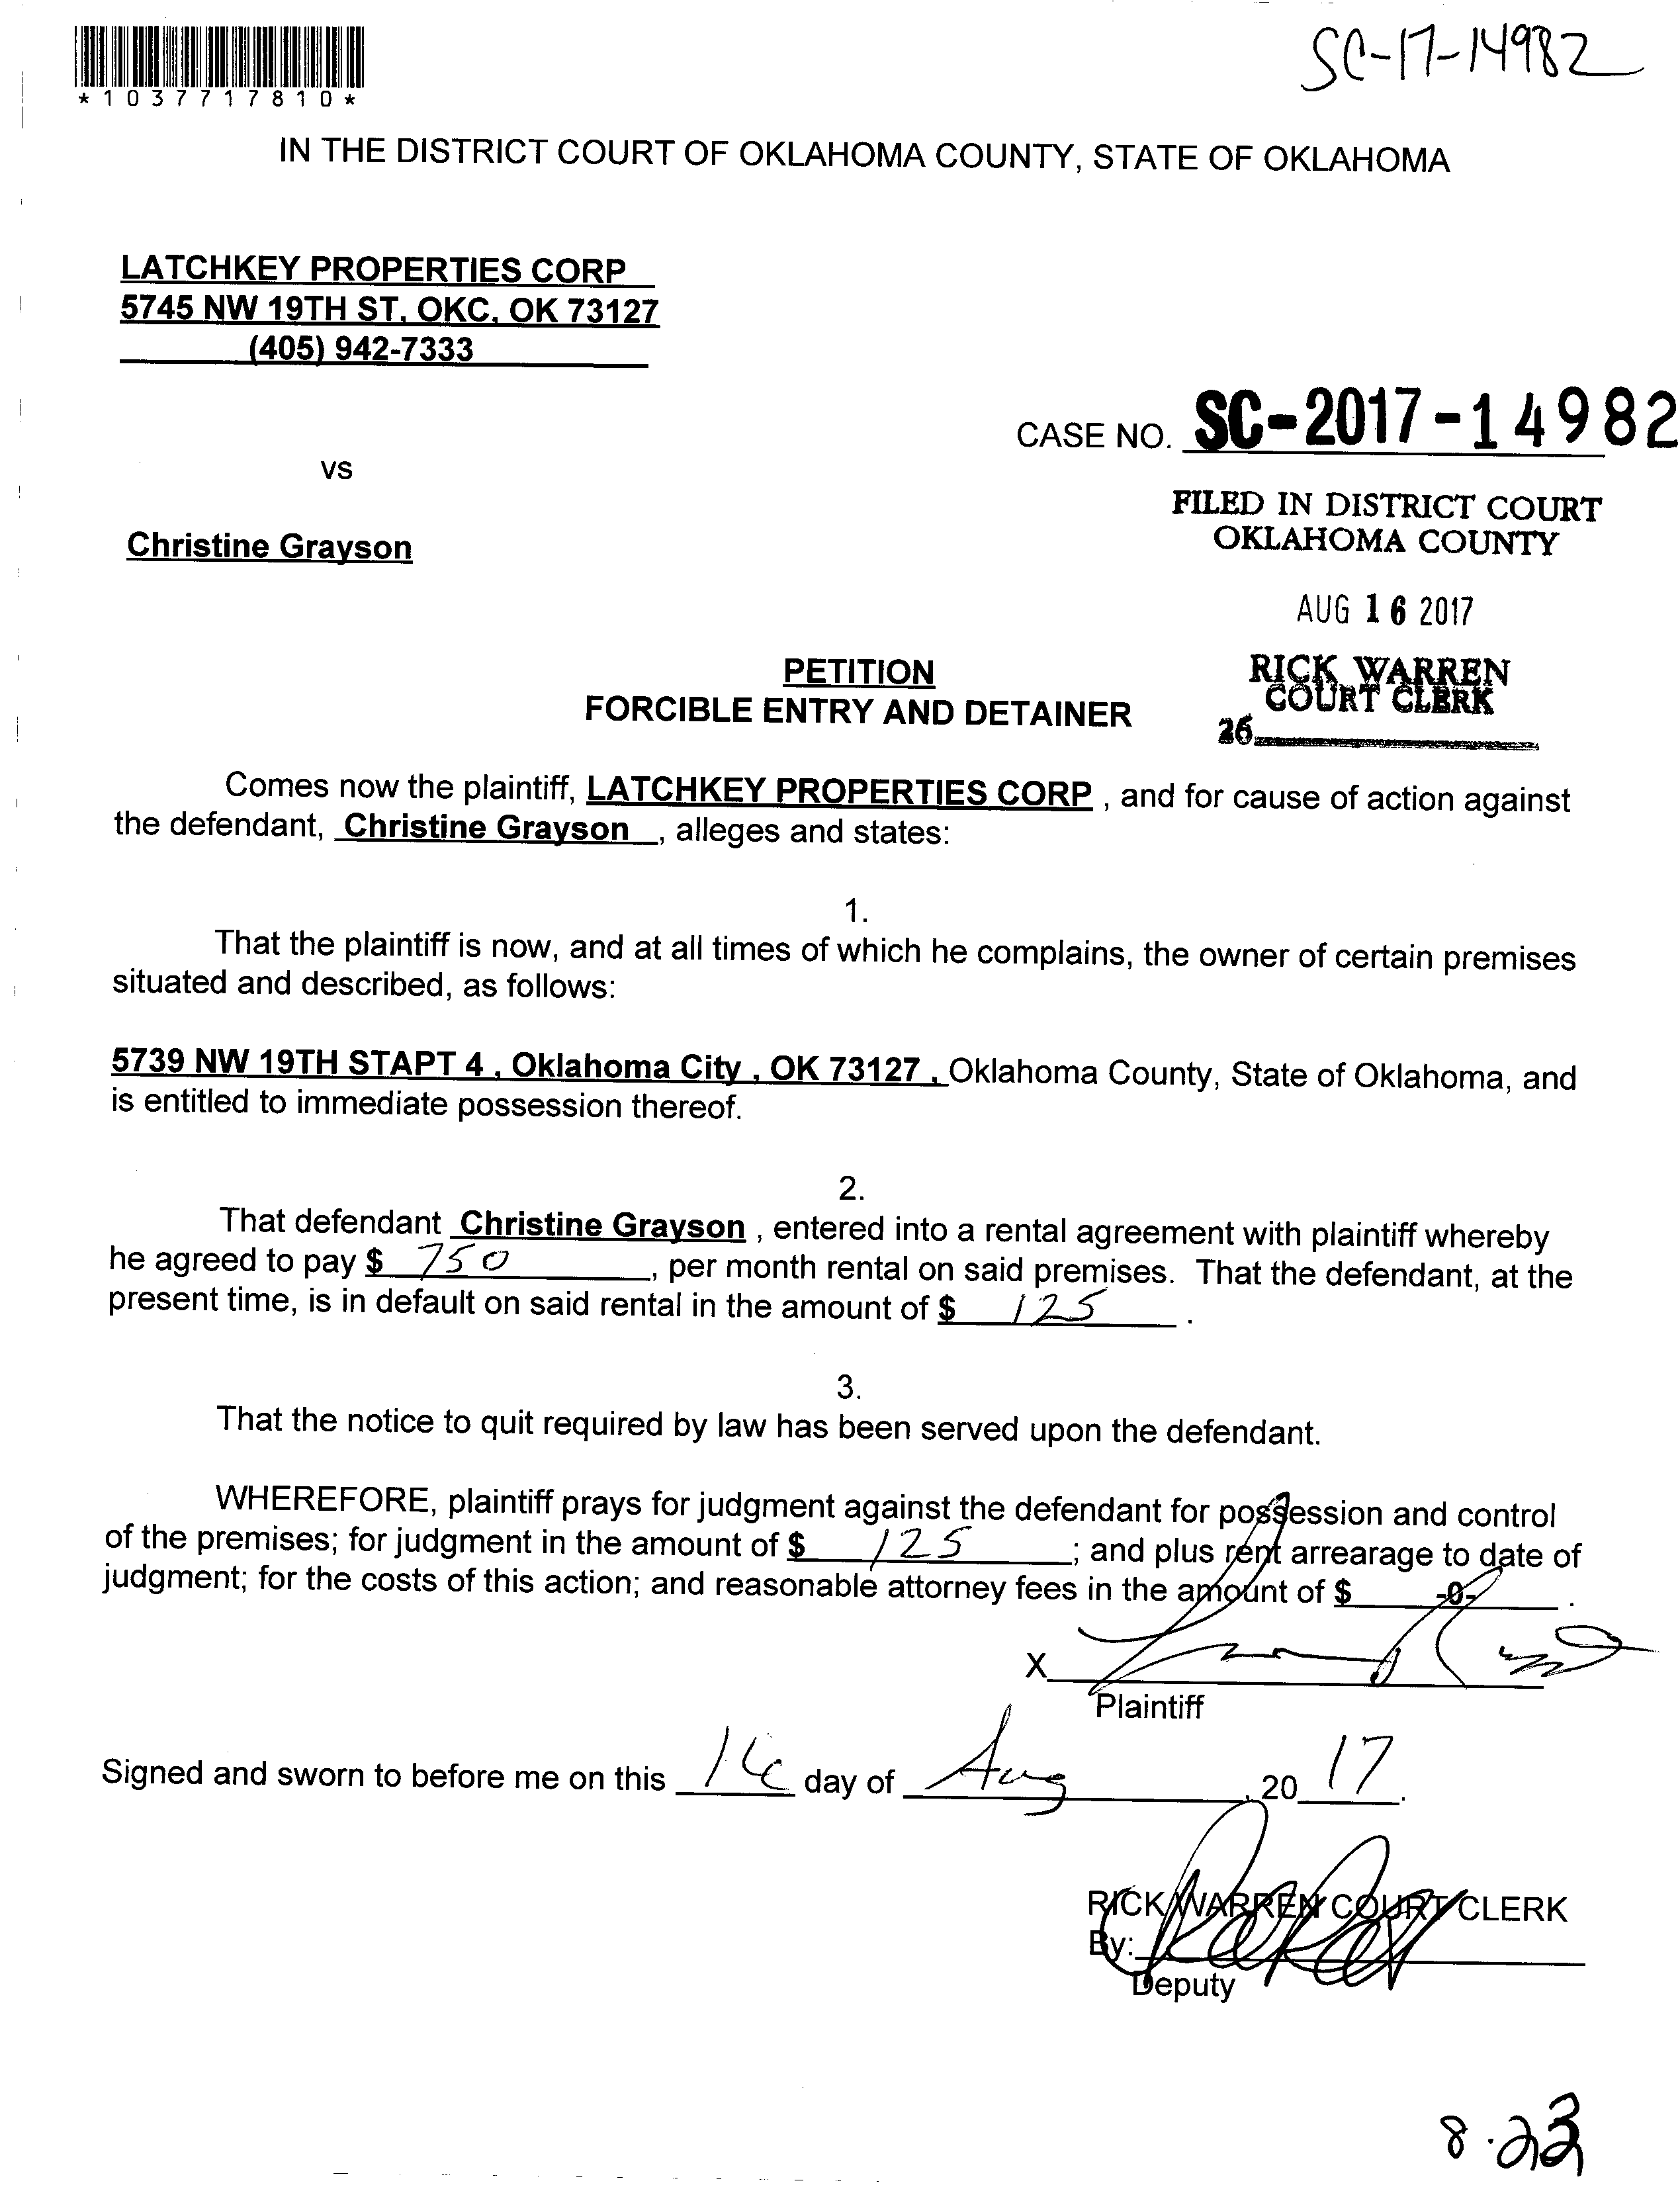 SC-17-14982
*1037717810*
IN THE DISTRICT COURT OF OKLAHOMA COUNTY, STATE OF OKLAHOMA
LATCHKEY PROPERTIES CORP
5745 NW 19TH ST, OKC, OK 73127
(405) 942-7333
CASE NO. SC-2017-14982
vs
FILED IN DISTRICT COURT
OKLAHOMA COUNTY
Christine Grayson
AUG 16 2017
RICK WARREN
COURT CLERK
26
PETITION
FORCIBLE ENTRY AND DETAINER
Comes now the plaintiff, LATCHKEY PROPERTIES CORP , and for cause of action against
the defendant, Christine Grayson , alleges and states:
1.
That the plaintiff is now, and at all times of which he complains, the owner of certain premises
situated and described, as follows:
5739 NW 19TH STAPT 4 , Oklahoma City , OK 73127 , Oklahoma County, State of Oklahoma, and
is entitled to immediate possession thereof.
2.
That defendant Christine Grayson , entered into a rental agreement with plaintiff whereby
he agreed to pay $ 750 , per month rental on said premises. That the defendant, at the
present time, is in default on said rental in the amount of $ 125 .
3.
That the notice to quit required by law has been served upon the defendant.
WHEREFORE, plaintiff prays for judgment against the defendant for possession and control
of the premises; for judgment in the amount of $ 125 ; and plus rent arrearage to date of
judgment; for the costs of this action; and reasonable attorney fees in the amount of $ -0- .
X
Plaintiff
Signed and sworn to before me on this 16 day of Aug , 20 17.
RICK WARREN COURT CLERK
By:
Deputy
8.23